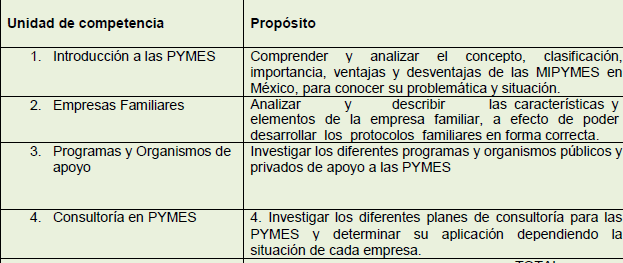 Unidad de competencia
Propósito
1. Introducción a las PYMES
Comprender y analizar el concepto, clasificación,
importancia, ventajas y desventajas de las MIPYMES en
México, para conocer su problemática y situación.
2. Empresas Familiares
Analizar y describir las características y
elementos de la empresa familiar, a efecto de poder
desarrollar los protocolos familiares en forma correcta.
3. Programas y Organismos de
apoyo
Investigar los diferentes programas y organismos públicos y
privados de apoyo a las PYMES
4. Consultoría en PYMES
4. Investigar los diferentes planes de consultoría para las
PYMES y determinar su aplicación dependiendo la
situación de cada empresa.